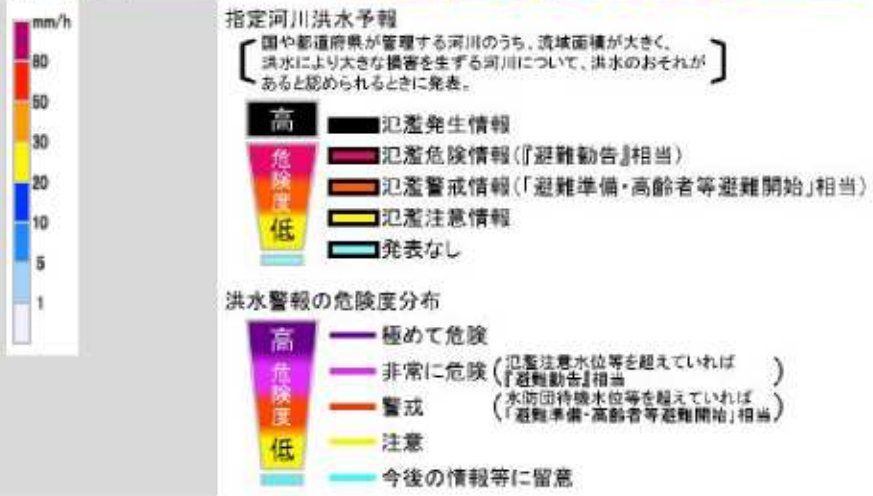 mm/h
80
50
30
20
10
5
1
指定河川洪水予報
国や都道府県が管理する河川のうち、流域面積が大きく、
洪水により大きな損害を生ずる河川について、洪水のおそれが
あると認められるときに発表。
高
危険度
低
氾濫発生情報
氾濫危険情報(『避難勧告』相当)
氾濫警戒情報(「避難準備・高齢者等避難開始」相当)
氾濫注意情報
発表なし
洪水警報の危険度分布
高
危険度
低
極めて危険
非常に危険(氾濫注意水位等を超えていれば
『避難勧告』相当)
警戒(水防団待機水位等を超えていれば
「避難準備・高齢者等避難開始」相当)
注意
今後の情報等に留意